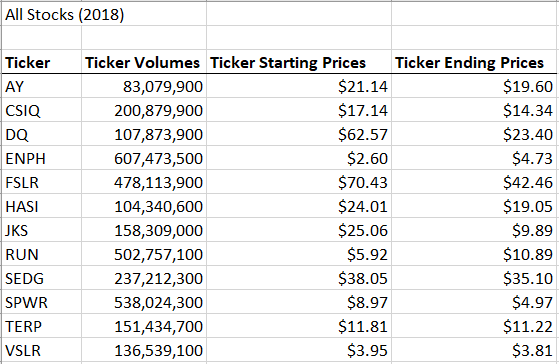 All Stocks (2018)
Ticker Ticker Volumes Ticker Starting Prices Ticker Ending Prices
AY 83,079,900 $21.14 $19.60
CSIQ 200,879,900 $17.14 $14.34
DQ 107,873,900 $62.57 $23.40
ENPH 607,473,500 $2.60 $4.73
FSLR 478,113,900 $70.43 $42.46
HASI 104,340,600 $24.01 $19.05
JKS 158,309,000 $25.06 $9.89
RUN 502,757,100 $5.92 $10.89
SEDG 237,212,300 $38.05 $35.10
SPWR 538,024,300 $8.97 $4.97
TERP 151,434,700 $11.81 $11.22
VSLR 136,539,100 $3.95 $3.81